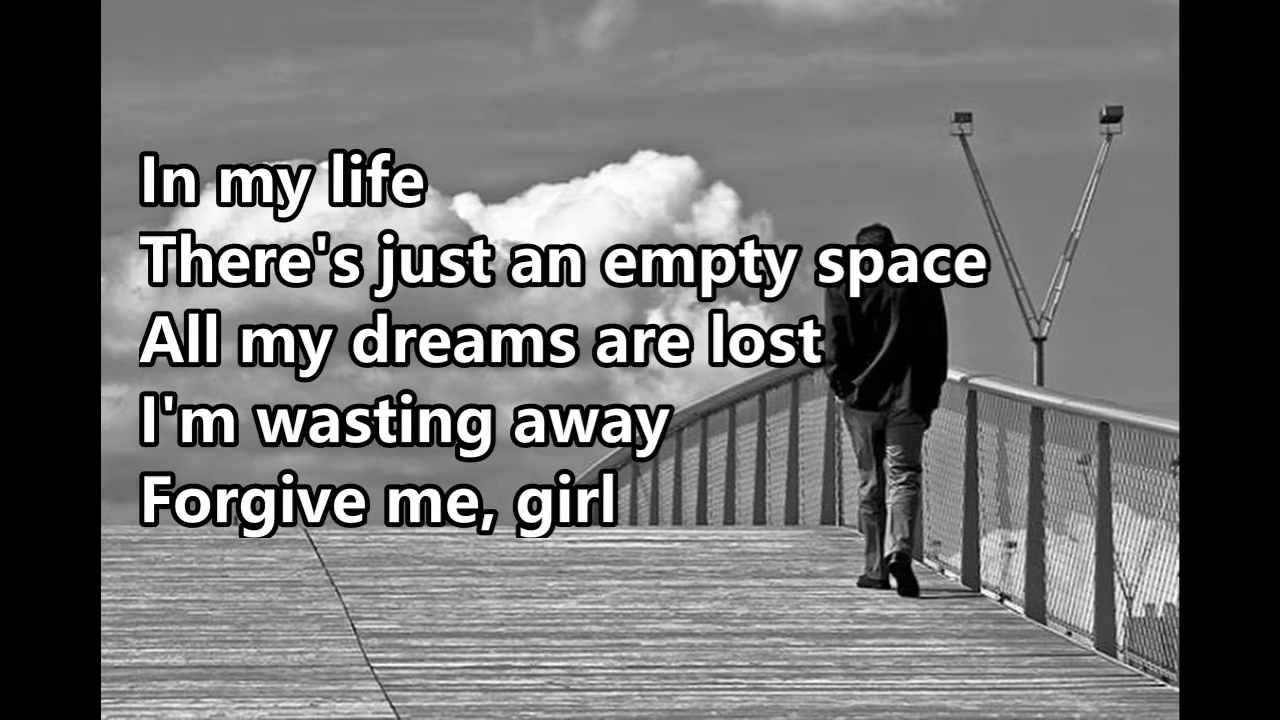 In my life
There's just an empty space
All my dreams are lost
I'm wasting away
Forgive me, girl